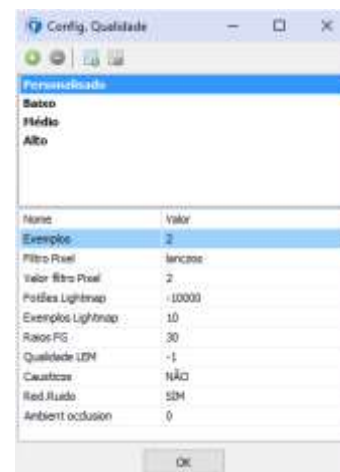 Config. Qualidade
Personalizado
Baixo
Médio
Alto
Nome Valor
Exemplos 2
Filtro Pixel lanczos
Valor filtro Pixel 2
Fotões Lightmap -10000
Exemplos Lightmap 10
Raios FG 30
Qualidade LEM -1
Causticos NÃO
Red.Ruido SIM
Ambient occlusion 0
OK